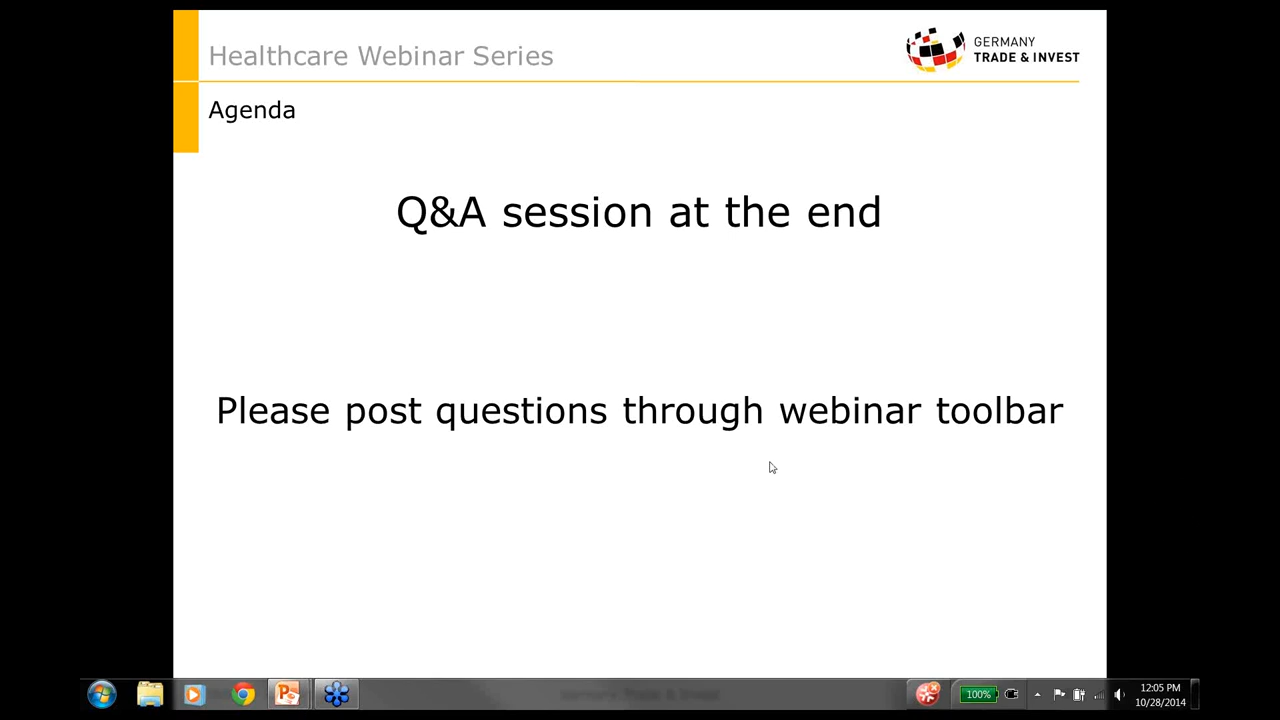 Healthcare Webinar Series
GERMANY
TRADE & INVEST
Agenda
Q&A session at the end
Please post questions through webinar toolbar
100%
12:05 PM
10/28/2014